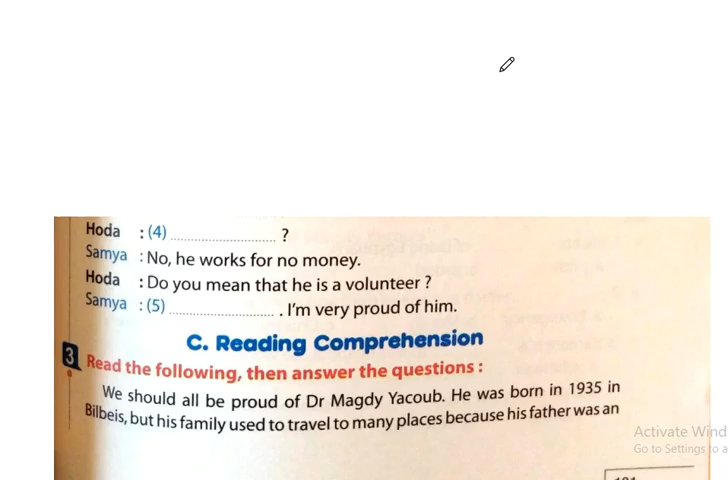 Hoda : (4) .............................. ?
Samya : No, he works for no money.
Hoda : Do you mean that he is a volunteer ?
Samya : (5) .............................. . I'm very proud of him.
C. Reading Comprehension
3 Read the following, then answer the questions :
We should all be proud of Dr Magdy Yacoub. He was born in 1935 in
Bilbeis, but his family used to travel to many places because his father was an
Activate Wind
Go to Settings to a